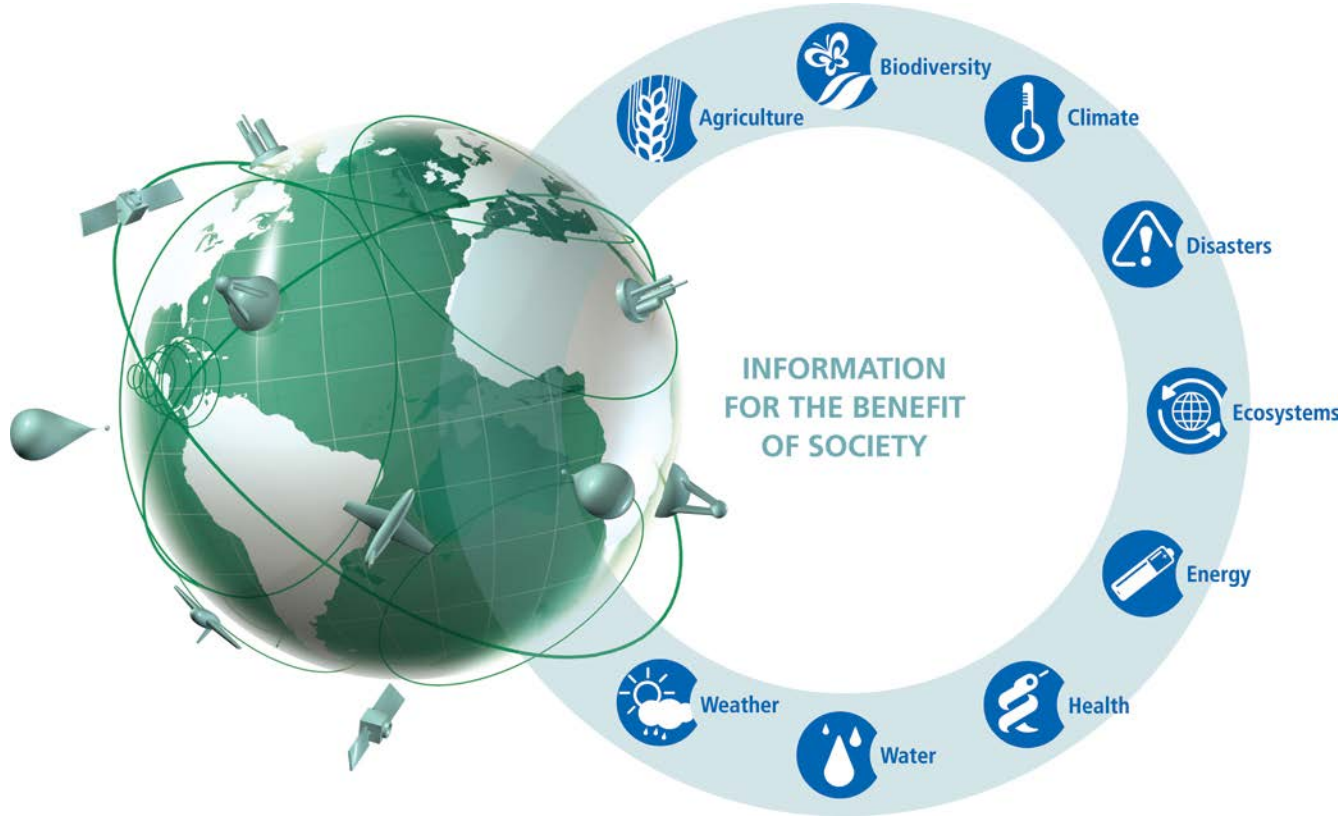 Biodiversity
Agriculture
Climate
Disasters
INFORMATION
FOR THE BENEFIT
OF SOCIETY
Ecosystems
Energy
Weather
Health
Water